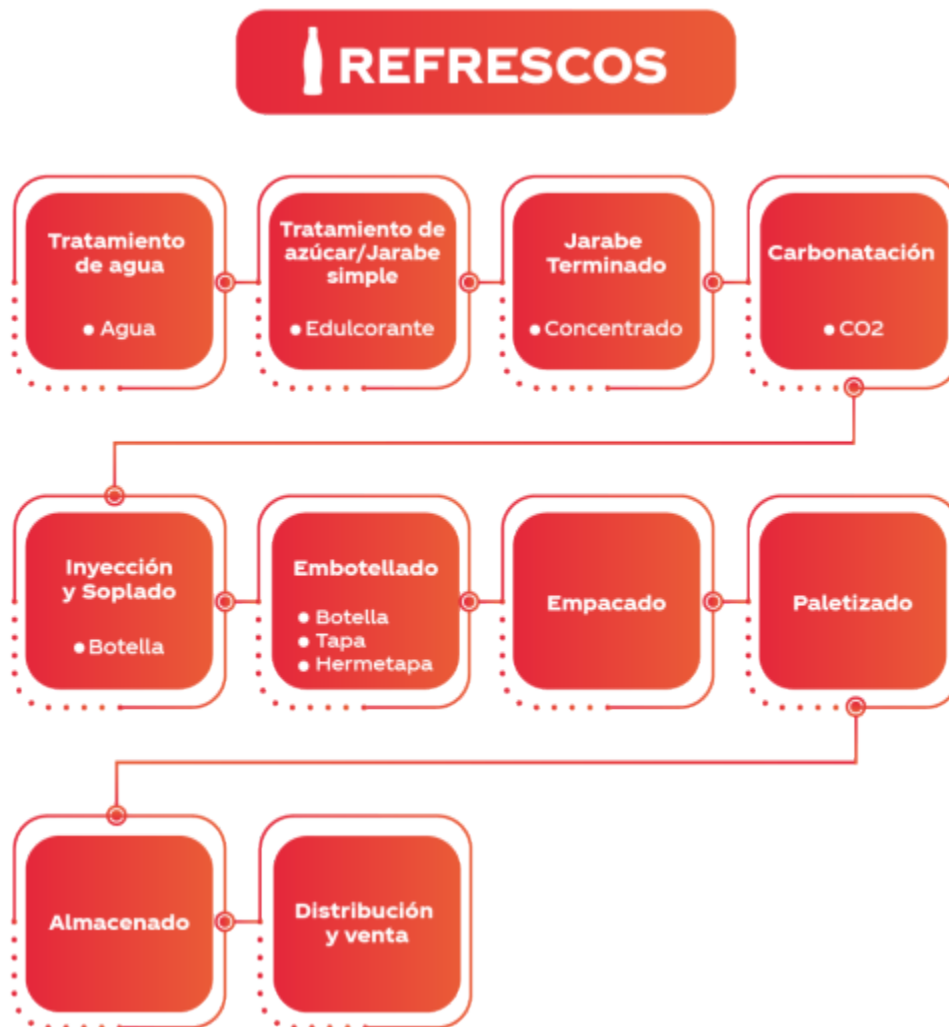 REFRESCOS
Tratamiento
de agua
• Agua
Tratamiento de
azúcar/Jarabe
simple
• Edulcorante
Jarabe
Terminado
• Concentrado
Carbonatación
• CO2
Inyección
y Soplado
• Botella
Embotellado
• Botella
• Tapa
• Hermetapa
Empacado
Paletizado
Almacenado
Distribución
y venta